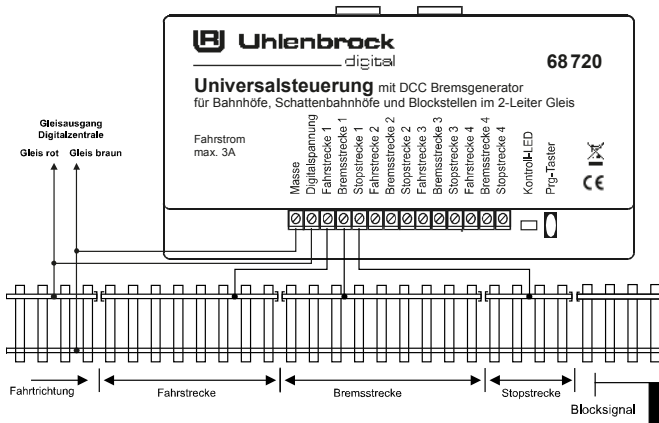 Uhlenbrock
digital
68 720
Universalsteuerung mit DCC Bremsgenerator
für Bahnhöfe, Schattenbahnhöfe und Blockstellen im 2-Leiter Gleis
Gleisausgang
Digitalzentrale
Gleis rot Gleis braun
Fahrstrom
max. 3A
Masse
Digitalspannung
Fahrstrecke 1
Bremsstrecke 1
Stopstrecke 1
Fahrstrecke 2
Bremsstrecke 2
Stopstrecke 2
Fahrstrecke 3
Bremsstrecke 3
Stopstrecke 3
Fahrstrecke 4
Bremsstrecke 4
Stopstrecke 4
Kontroll-LED
Prg-Taster
CE
Fahrtrichtung
Fahrstrecke
Bremsstrecke
Stopstrecke
Blocksignal